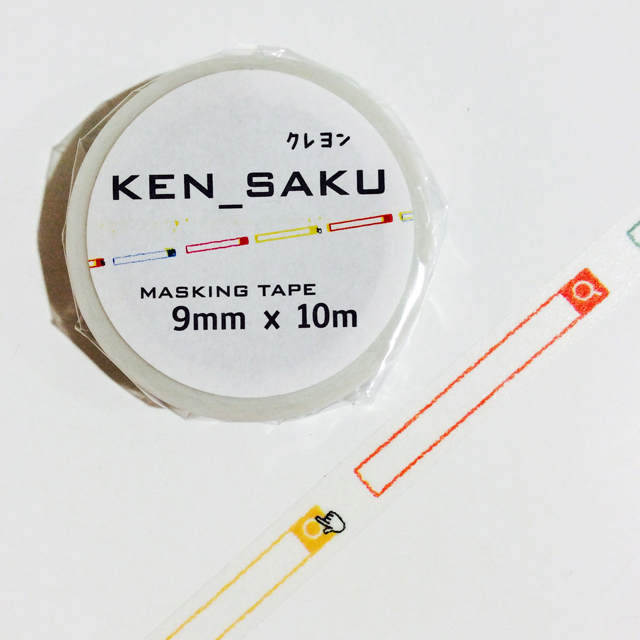 クレヨン
KEN_SAKU
MASKING TAPE
9mm x 10m